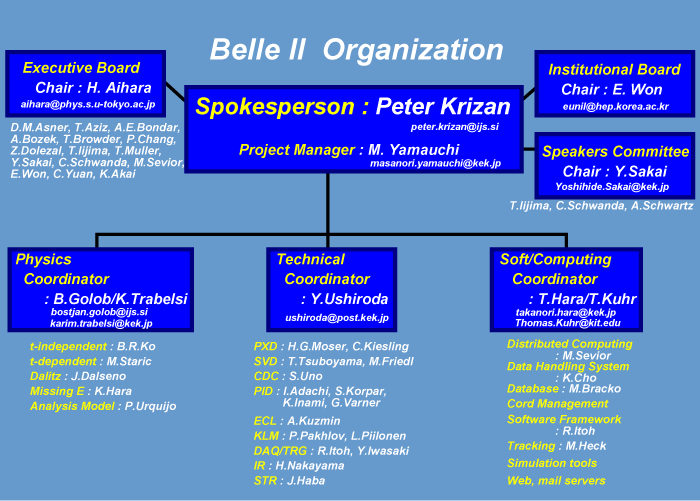 Belle II Organization
Executive Board
Chair : H. Aihara
aihara@phys.s.u-tokyo.ac.jp
D.M.Asner, T.Aziz, A.E.Bondar,
A.Bozek, T.Browder, P.Chang,
Z.Dolezal, T.Iijima, T.Muller,
Y.Sakai, C.Schwanda, M.Sevior,
E.Won, C.Yuan, K.Akai
Spokesperson : Peter Krizan
peter.krizan@ijs.si
Project Manager : M. Yamauchi
masanori.yamauchi@kek.jp
Institutional Board
Chair : E. Won
eunil@hep.korea.ac.kr
Speakers Committee
Chair : Y.Sakai
Yoshihide.Sakai@kek.jp
T.Iijima, C.Schwanda, A.Schwartz
Physics
Coordinator
: B.Golob/K.Trabelsi
bostjan.golob@ijs.si
karim.trabelsi@kek.jp
t-independent : B.R.Ko
t-dependent : M.Staric
Dalitz : J.Dalseno
Missing E : K.Hara
Analysis Model : P.Urquijo
Technical
Coordinator
: Y.Ushiroda
ushiroda@post.kek.jp
PXD : H.G.Moser, C.Kiesling
SVD : T.Tsuboyama, M.Friedl
CDC : S.Uno
PID : I.Adachi, S.Korpar,
K.Inami, G.Varner
ECL : A.Kuzmin
KLM : P.Pakhlov, L.Piilonen
DAQ/TRG : R.Itoh, Y.Iwasaki
IR : H.Nakayama
STR : J.Haba
Soft/Computing
Coordinator
: T.Hara/T.Kuhr
takanori.hara@kek.jp
Thomas.Kuhr@kit.edu
Distributed Computing
: M.Sevior
Data Handling System
: K.Cho
Database : M.Bracko
Cord Management
Software Framework
: R.Itoh
Tracking : M.Heck
Simulation tools
Web, mail servers